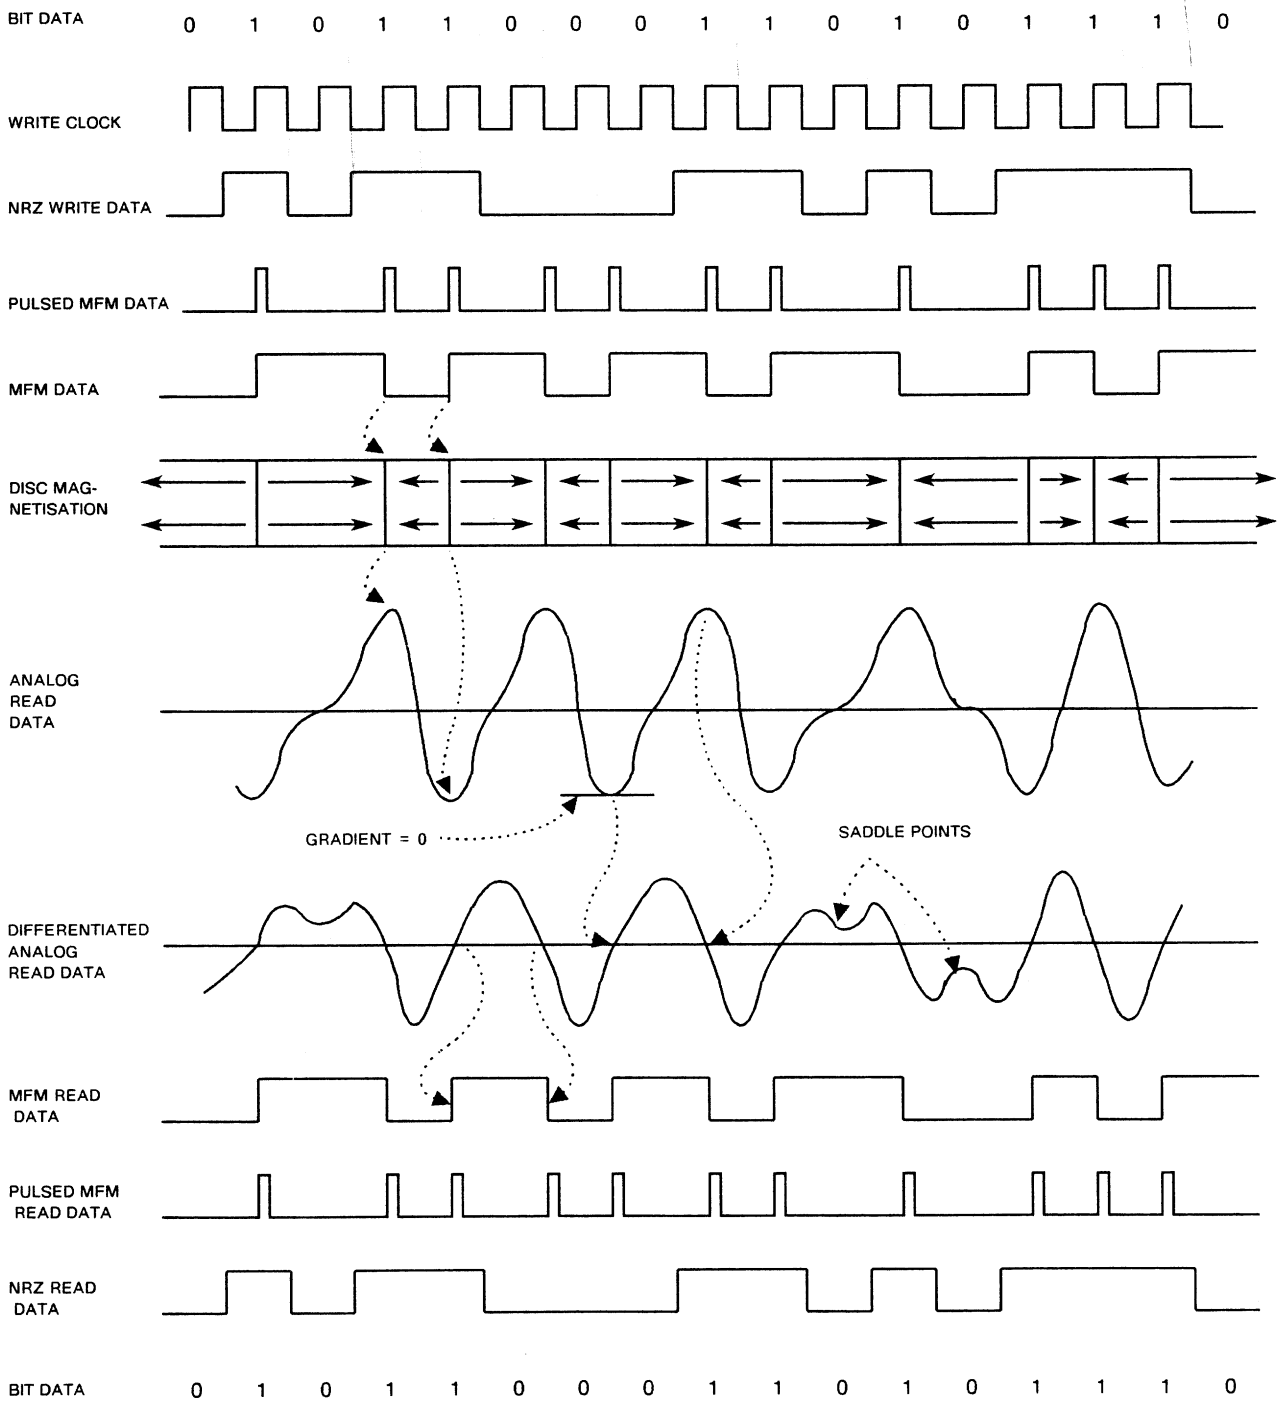 BIT DATA 0 1 0 1 1 0 0 0 1 1 0 1 0 1 1 1 0
WRITE CLOCK
NRZ WRITE DATA
PULSED MFM DATA
MFM DATA
DISC MAG-
NETISATION
ANALOG
READ
DATA
GRADIENT = 0
SADDLE POINTS
DIFFERENTIATED
ANALOG
READ DATA
MFM READ
DATA
PULSED MFM
READ DATA
NRZ READ
DATA
BIT DATA 0 1 0 1 1 0 0 0 1 1 0 1 0 1 1 1 0